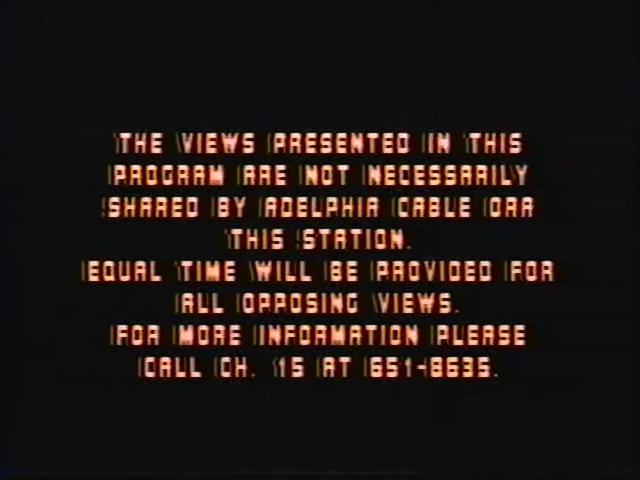 THE VIEWS PRESENTED IN THIS
PROGRAM ARE NOT NECESSARILY
SHARED BY ADELPHIA CABLE ORR
THIS STATION.
EQUAL TIME WILL BE PROVIDED FOR
ALL OPPOSING VIEWS.
FOR MORE INFORMATION PLEASE
CALL CH. 15 AT 651-8635.